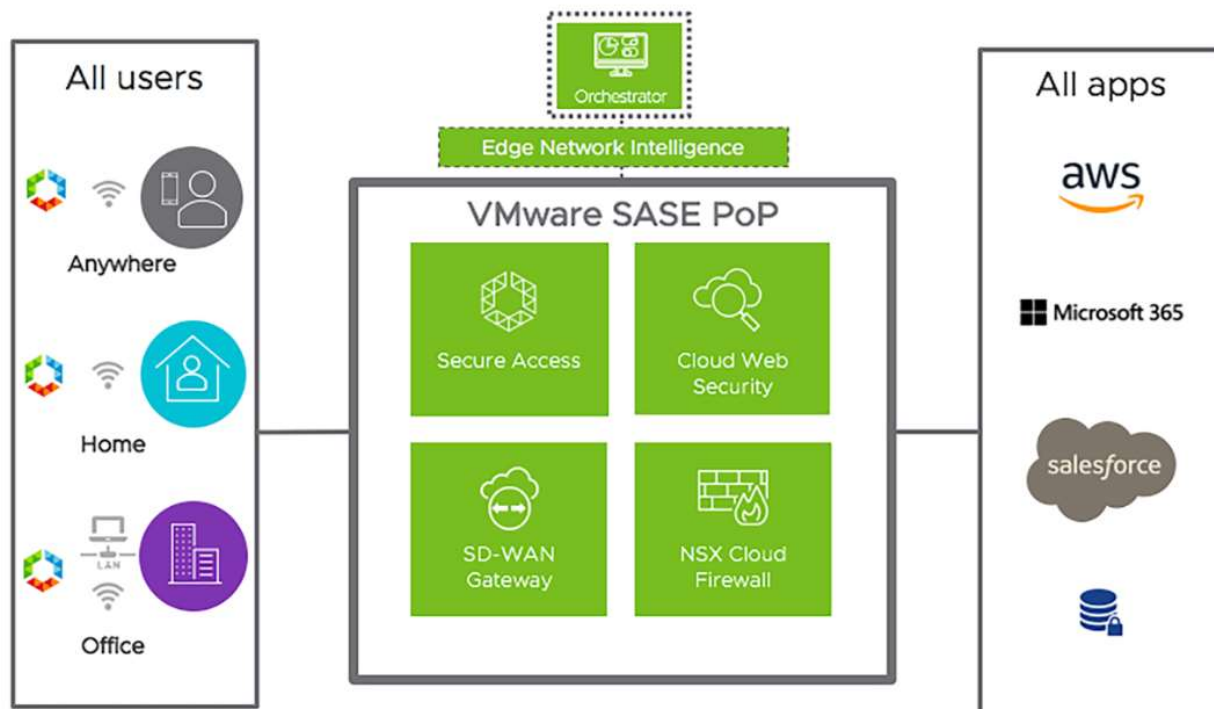 All users
Anywhere
Home
LAN
Office
Orchestrator
Edge Network Intelligence
VMware SASE PoP
Secure Access
Cloud Web
Security
SD-WAN
Gateway
NSX Cloud
Firewall
All apps
aws
Microsoft 365
salesforce